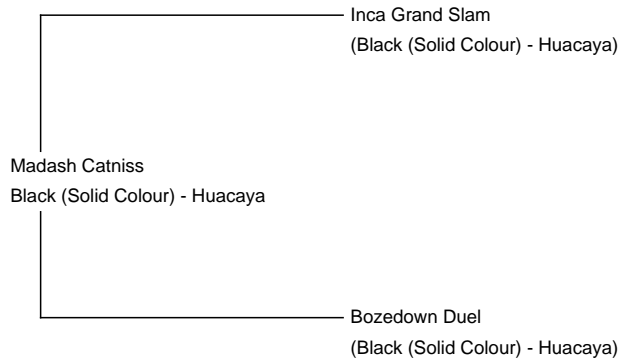 Inca Grand Slam
(Black (Solid Colour) - Huacaya)
Madash Catniss
Black (Solid Colour) - Huacaya
Bozedown Duel
(Black (Solid Colour) - Huacaya)